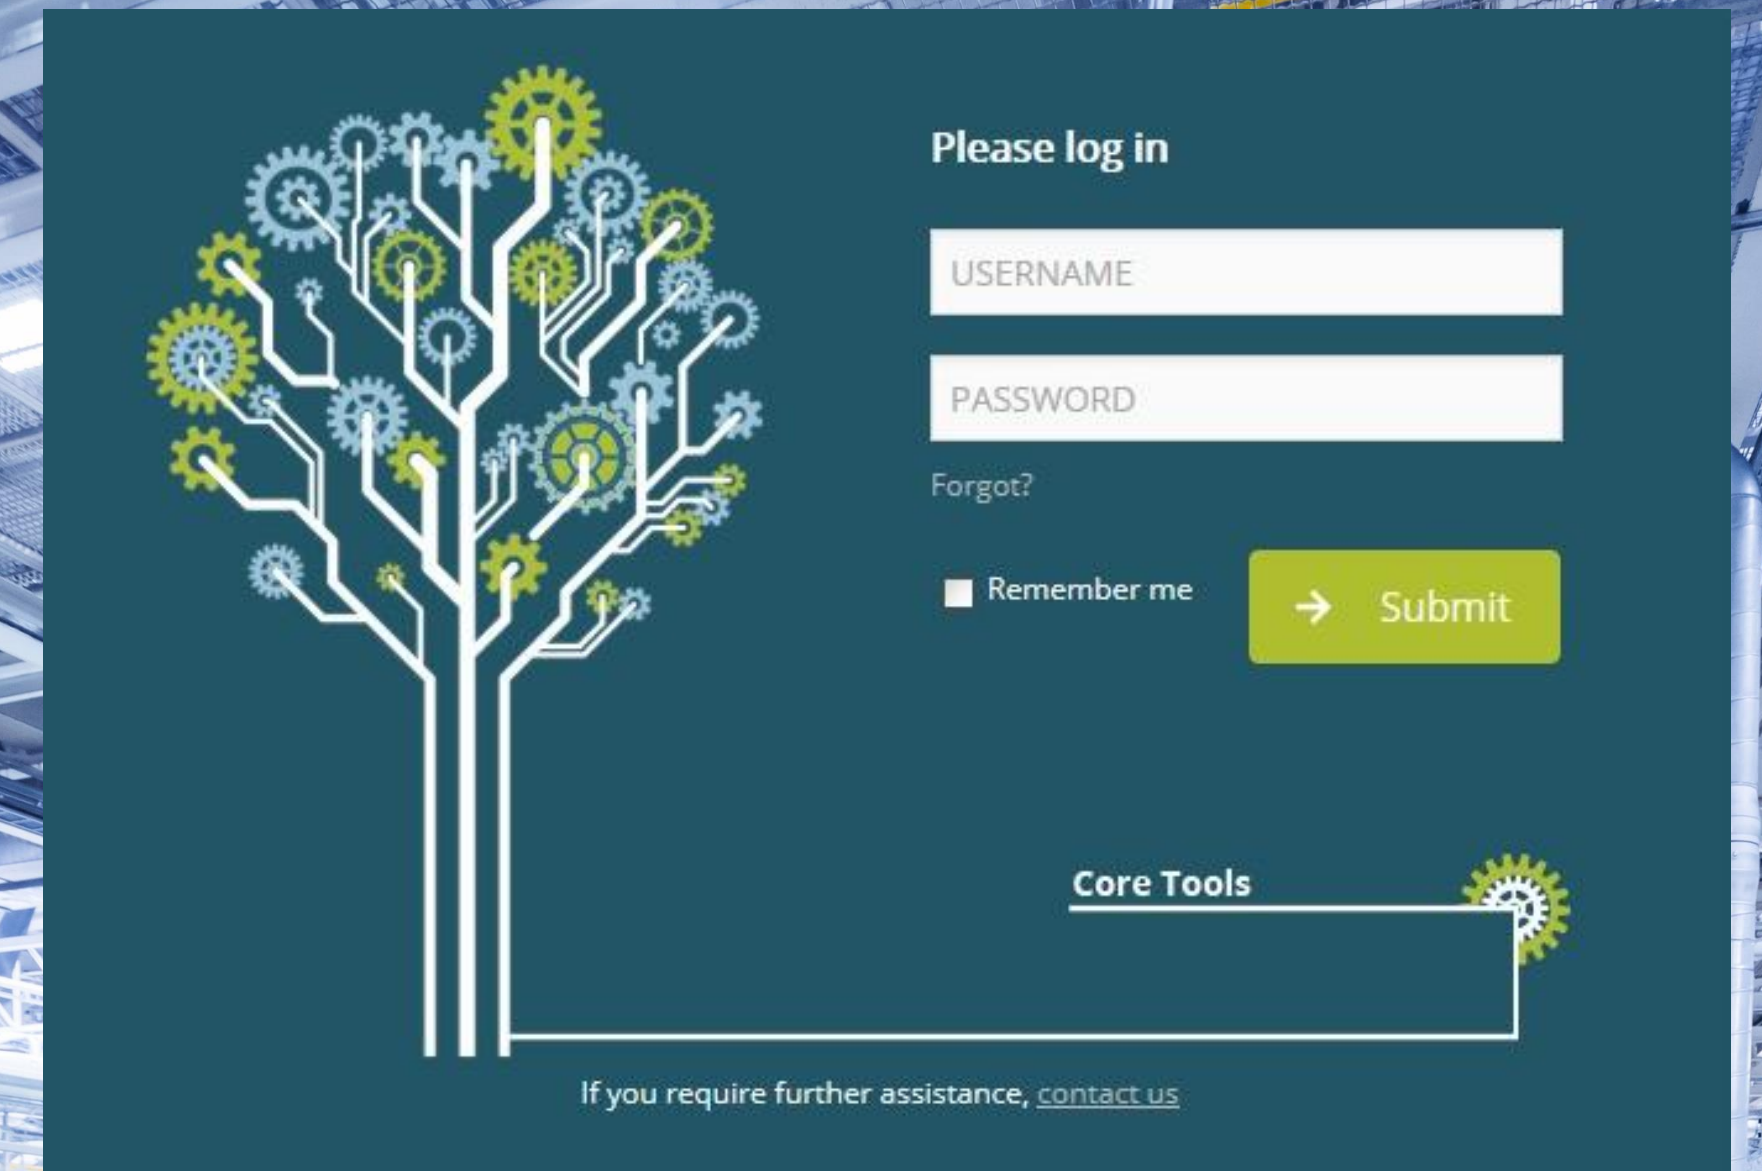 Please log in
USERNAME
PASSWORD
Forgot?
Remember me
Submit
Core Tools
If you require further assistance, contact us